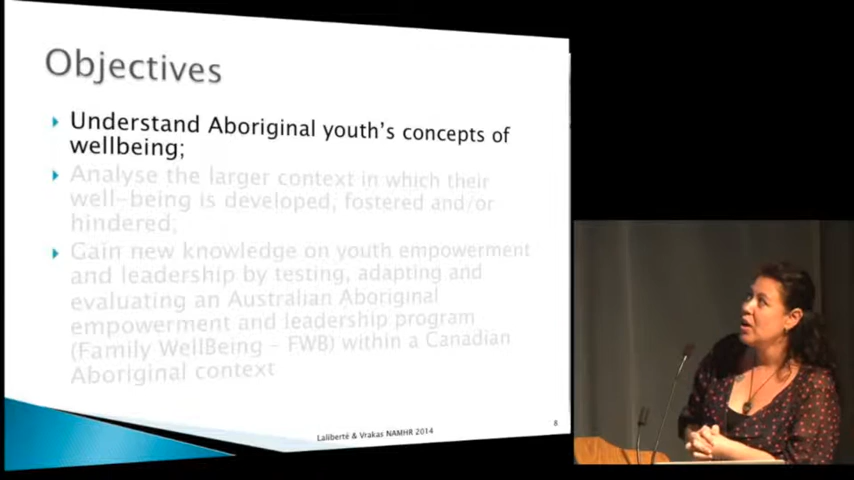 Objectives
Understand Aboriginal youth's concepts of
wellbeing;
Analyse the larger context in which their
well-being is developed, fostered and/or
hindered;
Gain new knowledge on youth empowerment
and leadership by testing, adapting and
evaluating an Australian Aboriginal
empowerment and leadership program
(Family WellBeing - FWB) within a Canadian
Aboriginal context
Laliberté & Vrakas NAMHR 2014
8